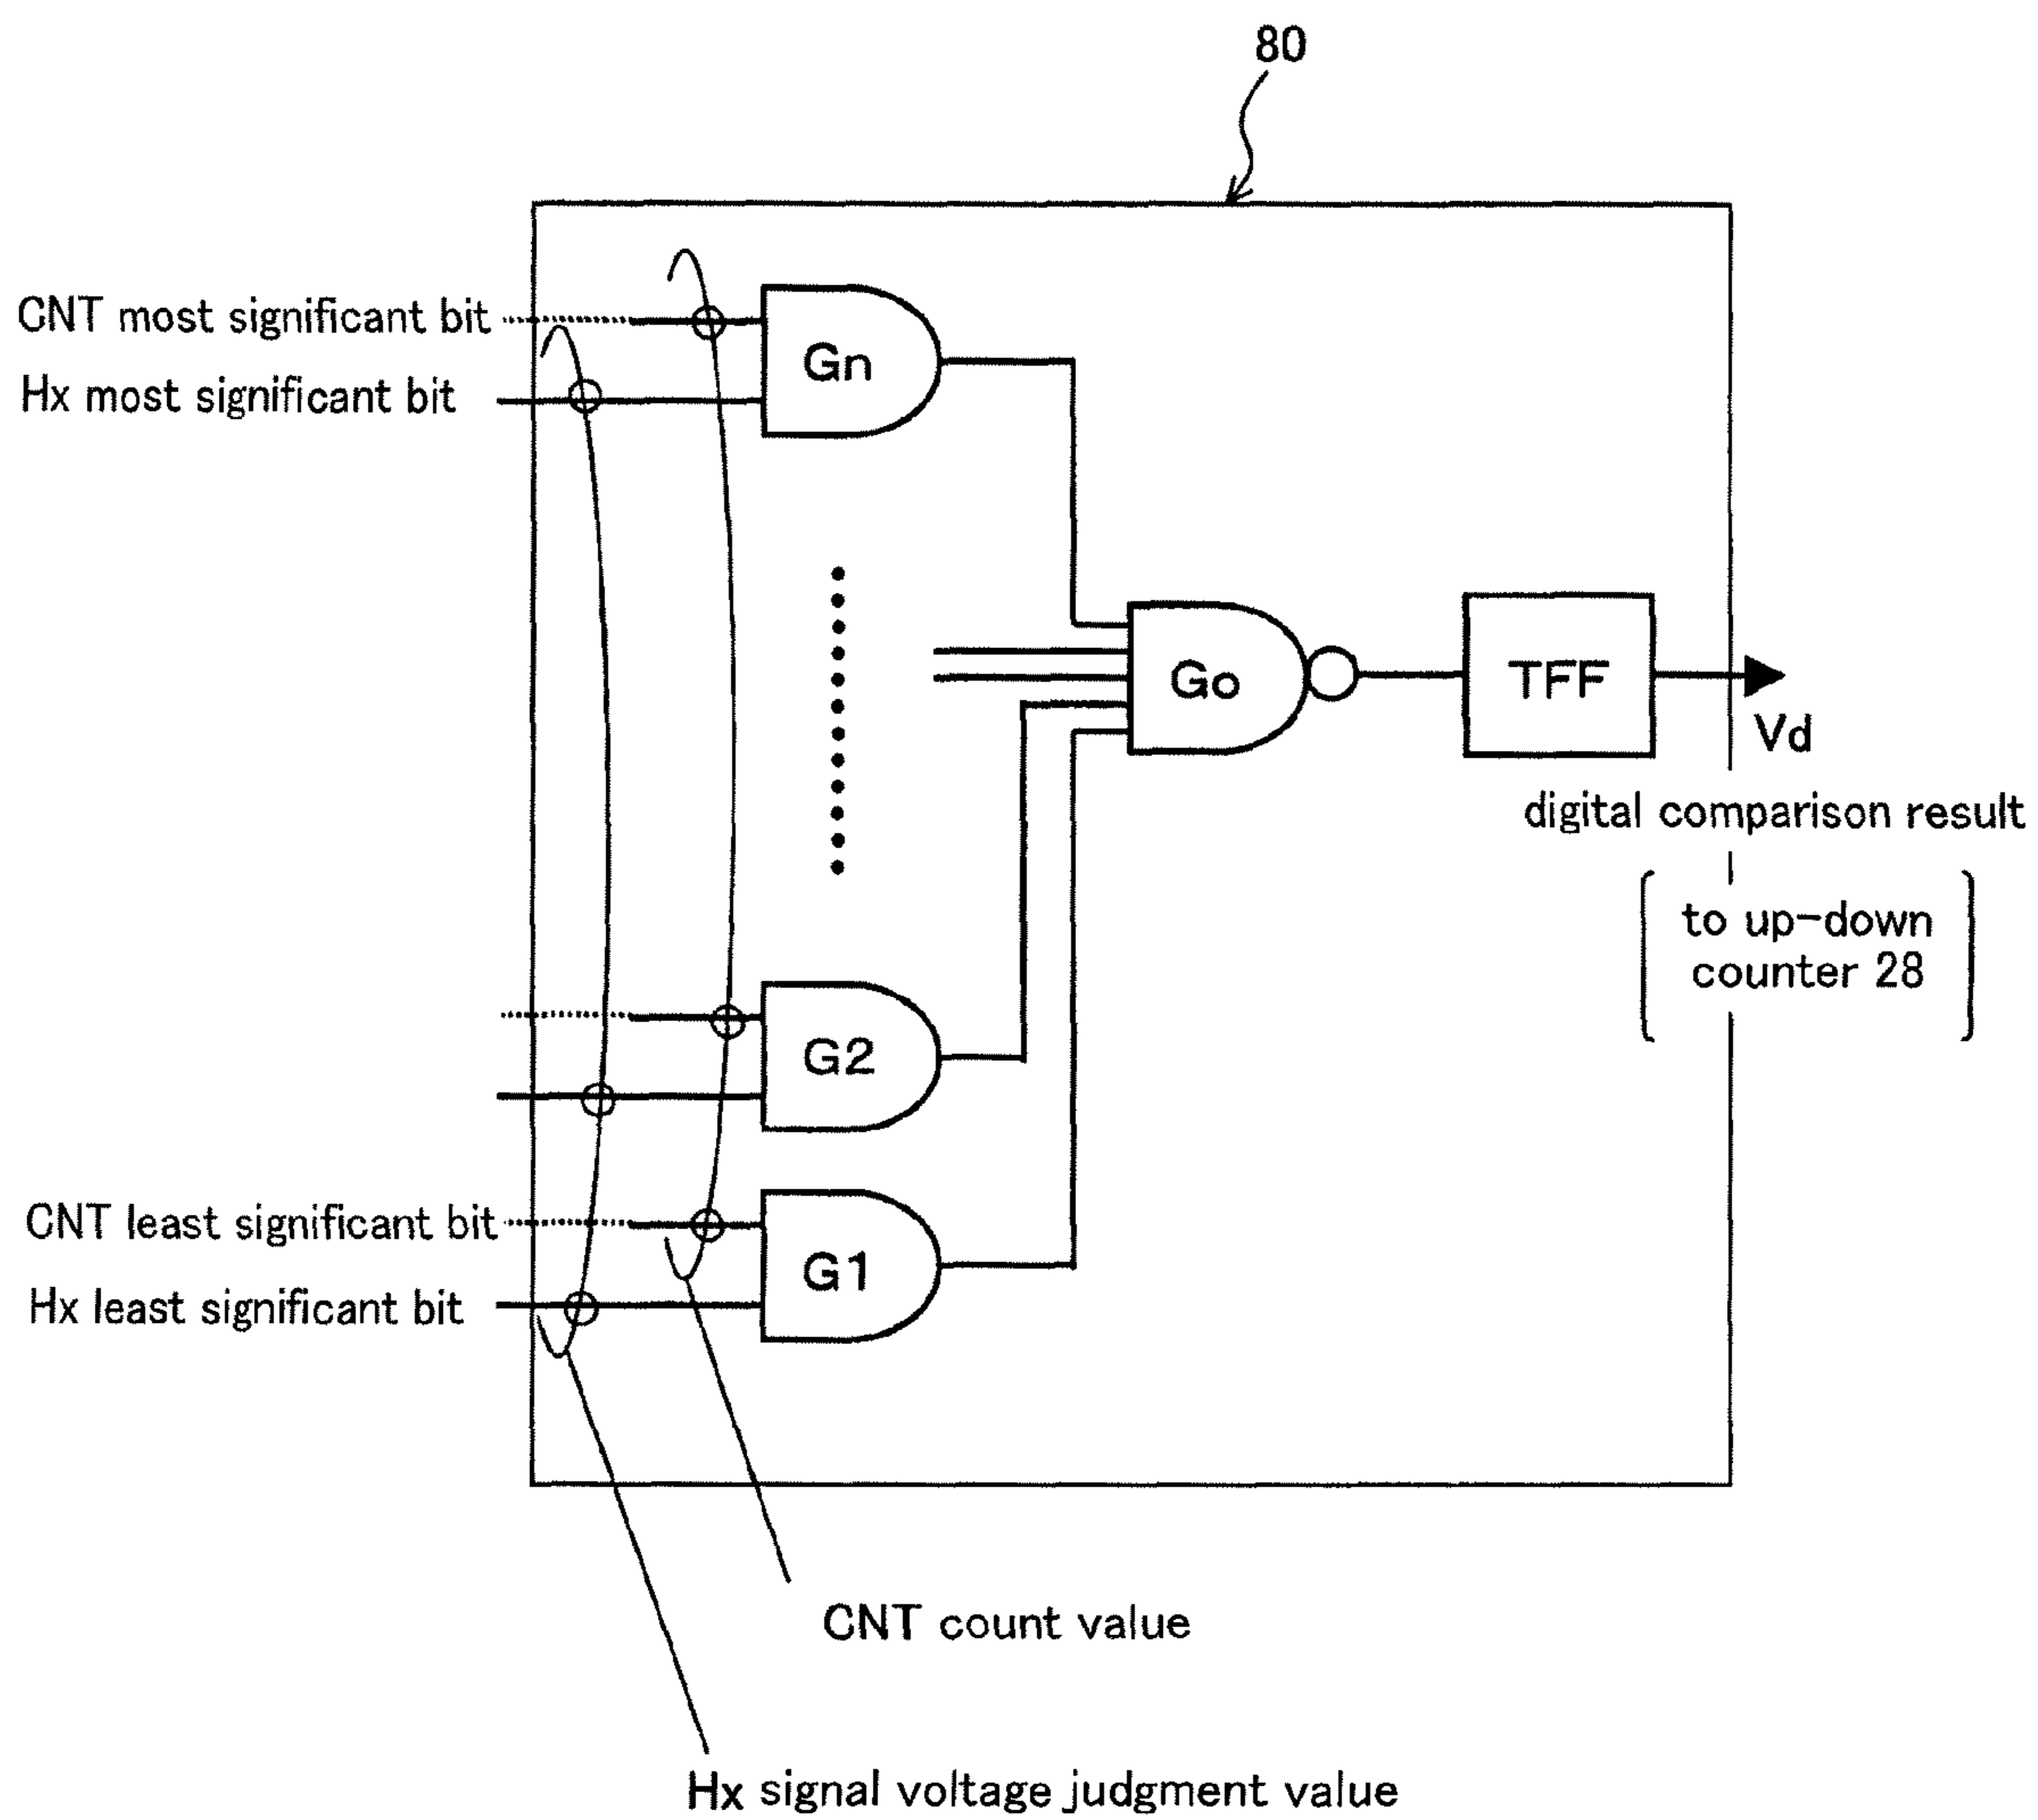 80
CNT most significant bit
Hx most significant bit
Gn
Go
TFF
Vd
digital comparison result
to up-down
counter 28
G2
CNT least significant bit
G1
Hx least significant bit
CNT count value
Hx signal voltage judgment value